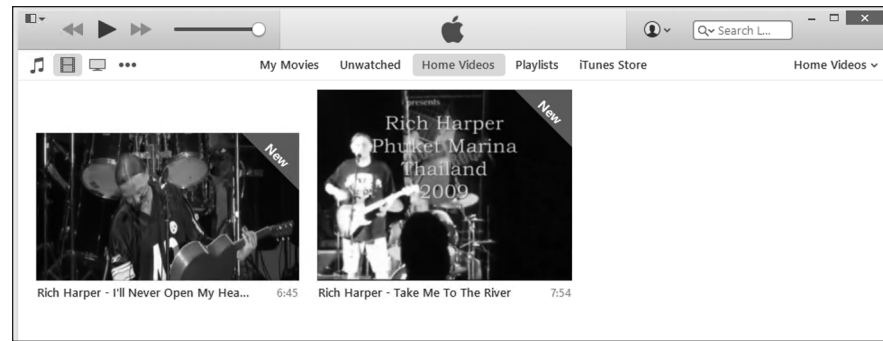 Search L...
My Movies Unwatched Home Videos Playlists iTunes Store Home Videos
New
New
presents
Rich Harper
Phuket Marina
Thailand
2009
Rich Harper - I'll Never Open My Hea... 6:45
Rich Harper - Take Me To The River 7:54